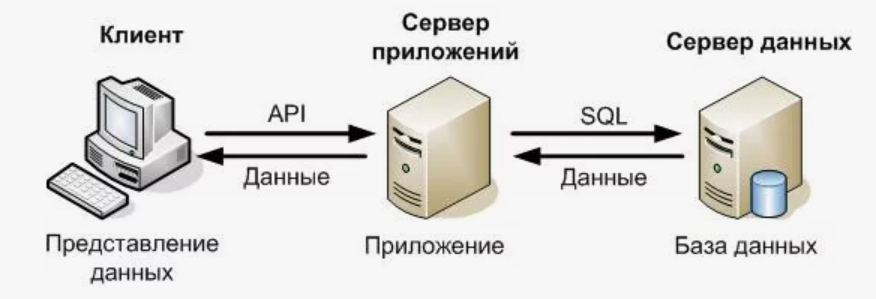 Клиент
Сервер
приложений
Сервер данных
API
Данные
SQL
Данные
Представление
данных
Приложение
База данных